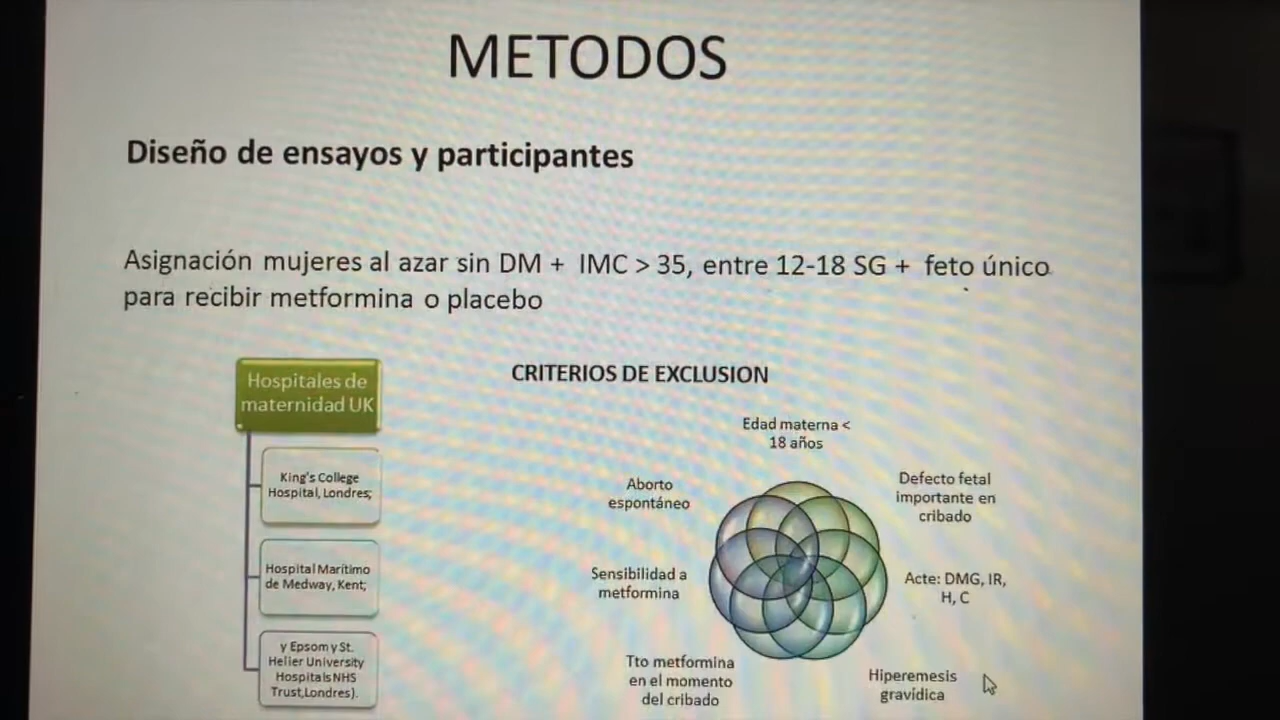 METODOS
Diseño de ensayos y participantes
Asignación mujeres al azar sin DM + IMC > 35, entre 12-18 SG + feto único
para recibir metformina o placebo
Hospitales de
maternidad UK
King's College
Hospital, Londres;
Hospital Marítimo
de Medway, Kent;
y Epsom y St.
Helier University
Hospitals NHS
Trust,Londres).
CRITERIOS DE EXCLUSION
Edad materna <
18 años
Defecto fetal
importante en
cribado
Acte: DMG, IR,
H, C
Hiperemesis
gravídica
Tto metformina
en el momento
del cribado
Sensibilidad a
metformina
Aborto
espontáneo